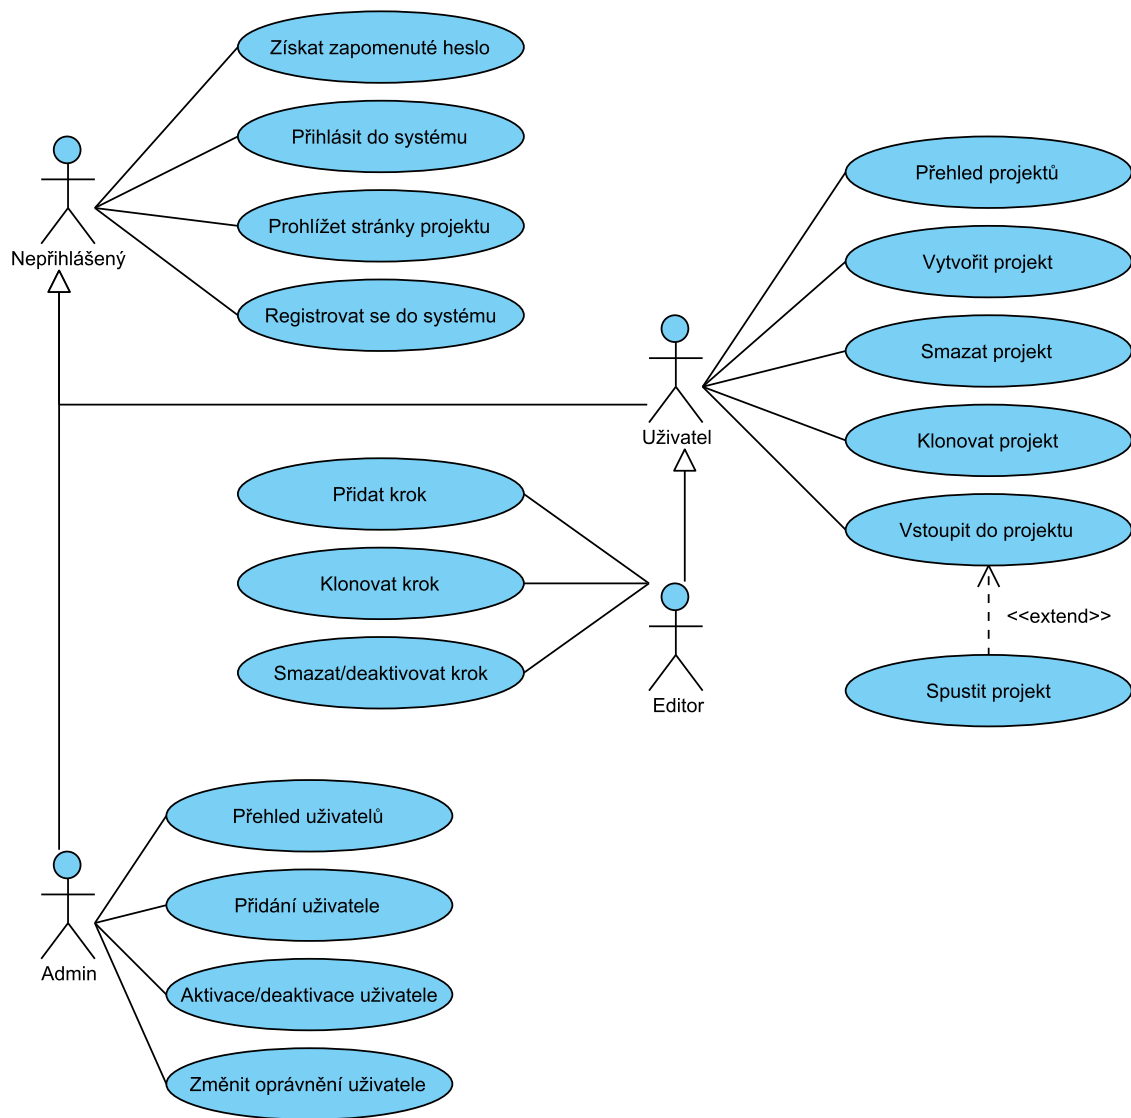 Získat zapomenuté heslo
Přihlásit do systému
Prohlížet stránky projektu
Registrovat se do systému
Nepřihlášený
Přehled projektů
Vytvořit projekt
Smazat projekt
Klonovat projekt
Vstoupit do projektu
<<extend>>
Spustit projekt
Uživatel
Přidat krok
Klonovat krok
Smazat/deaktivovat krok
Editor
Přehled uživatelů
Přidání uživatele
Aktivace/deaktivace uživatele
Změnit oprávnění uživatele
Admin